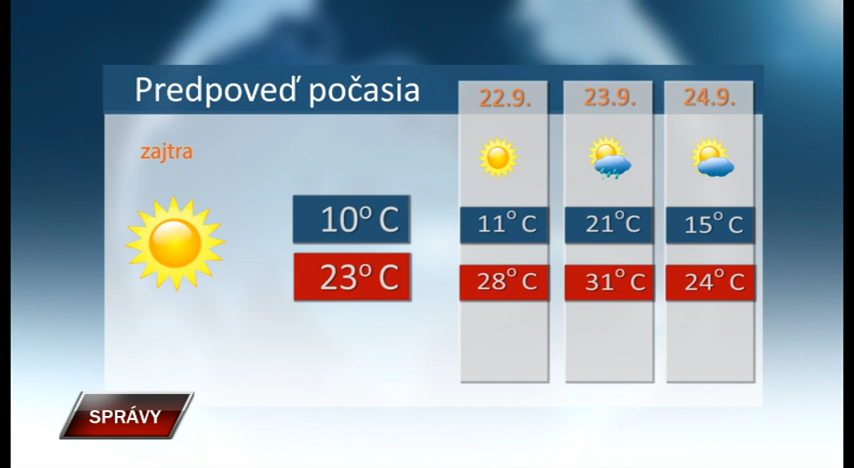 Predpoveď počasia
zajtra
10° C
23° C
22.9.
11° C
28° C
23.9.
21°C
31° C
24.9.
15° C
24° C
SPRÁVY